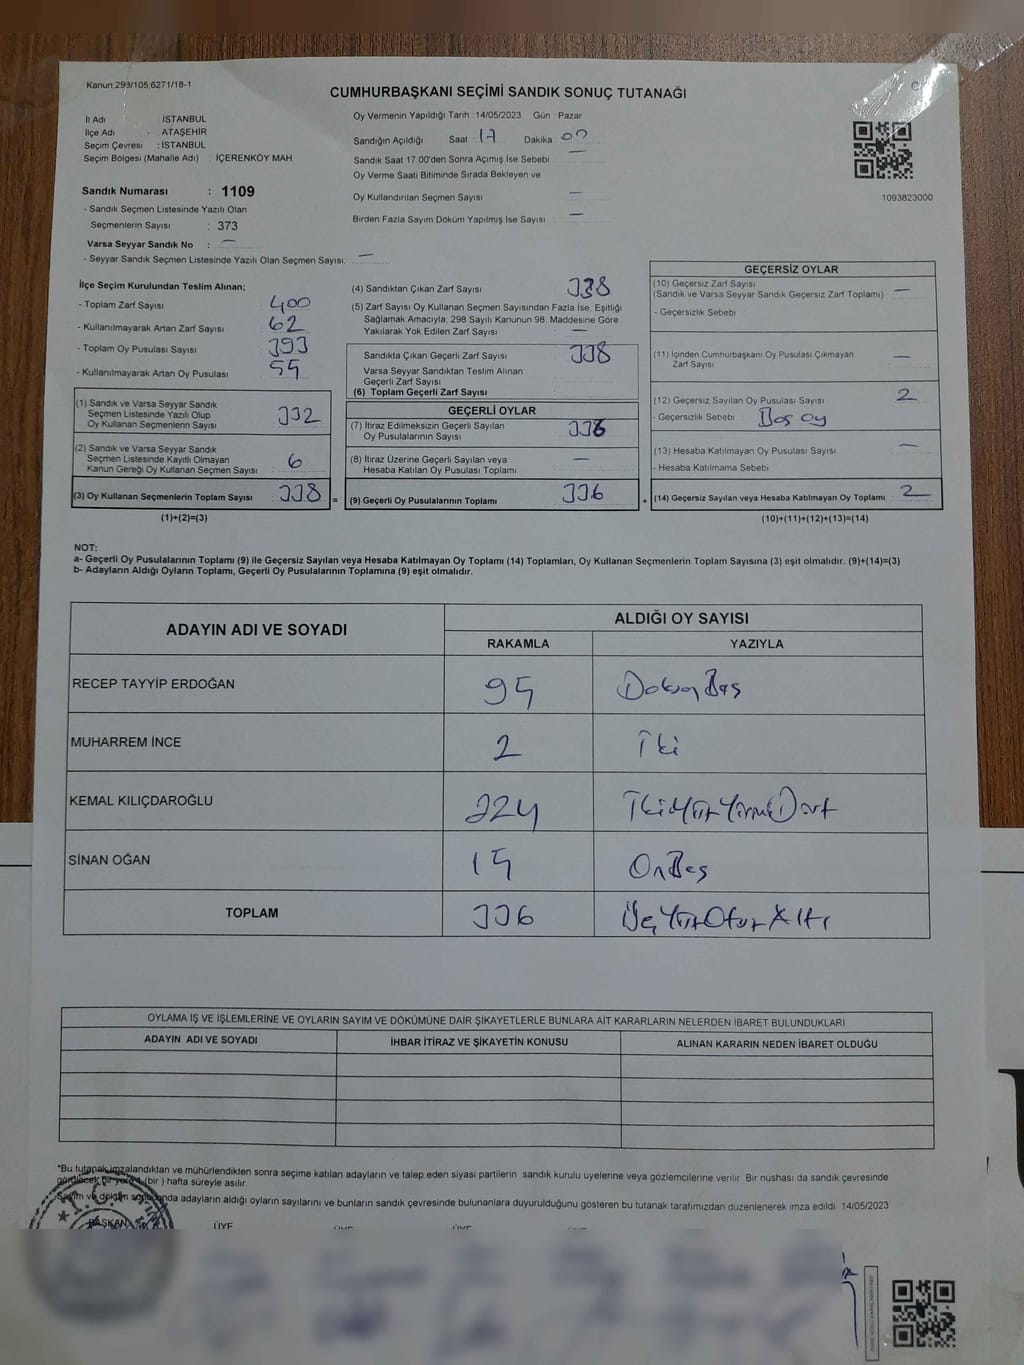 Kanun:293/105,6271/18-1
CUMHURBAŞKANI SEÇİMİ SANDIK SONUÇ TUTANAĞI
İl Adı : İSTANBUL
İlçe Adı : ATAŞEHİR
Seçim Çevresi : İSTANBUL
Seçim Bölgesi (Mahalle Adı) : İÇERENKÖY MAH.
Sandık Numarası : 1109
- Sandık Seçmen Listesinde Yazılı Olan
Seçmenlerin Sayısı : 373
Varsa Seyyar Sandık No : —
- Seyyar Sandık Seçmen Listesinde Yazılı Olan Seçmen Sayısı: —
Oy Vermenin Yapıldığı Tarih : 14/05/2023 Gün : Pazar
Sandığın Açıldığı Saat 17 Dakika 00
Sandık Saat 17.00'den Sonra Açımış İse Sebebi —
Oy Verme Saati Bitiminde Sırada Bekleyen ve
Oy Kullandırılan Seçmen Sayısı —
Birden Fazla Sayım Döküm Yapılmış İse Sayısı —
1093823000
İlçe Seçim Kurulundan Teslim Alınan;
- Toplam Zarf Sayısı : 400
- Kullanılmayarak Artan Zarf Sayısı : 62
- Toplam Oy Pusulası Sayısı : 393
- Kullanılmayarak Artan Oy Pusulası : 55
(1) Sandık ve Varsa Seyyar Sandık
Seçmen Listesinde Yazılı Olup
Oy Kullanan Seçmenlerin Sayısı : 332
(2) Sandık ve Varsa Seyyar Sandık
Seçmen Listesinde Kayıtlı Olmayan
Kanun Gereği Oy Kullanan Seçmen Sayısı : 6
(3) Oy Kullanan Seçmenlerin Toplam Sayısı : 338 =
(1)+(2)=(3)
(4) Sandıktan Çıkan Zarf Sayısı 338
(5) Zarf Sayısı Oy Kullanan Seçmen Sayısından Fazla İse, Eşitliği
Sağlamak Amacıyla; 298 Sayılı Kanunun 98. Maddesine Göre
Yakılarak Yok Edilen Zarf Sayısı —
Sandıkta Çıkan Geçerli Zarf Sayısı 338
Varsa Seyyar Sandıktan Teslim Alınan
Geçerli Zarf Sayısı
(6) Toplam Geçerli Zarf Sayısı
GEÇERLİ OYLAR
(7) İtiraz Edilmeksizin Geçerli Sayılan
Oy Pusulalarının Sayısı : 336
(8) İtiraz Üzerine Geçerli Sayılan veya
Hesaba Katılan Oy Pusulası Toplamı : —
(9) Geçerli Oy Pusulalarının Toplamı : 336 +
GEÇERSİZ OYLAR
(10) Geçersiz Zarf Sayısı
(Sandık ve Varsa Seyyar Sandık Geçersiz Zarf Toplamı) : —
- Geçersizlik Sebebi
(11) İçinden Cumhurbaşkanı Oy Pusulası Çıkmayan
Zarf Sayısı : —
(12) Geçersiz Sayılan Oy Pusulası Sayısı : 2
- Geçersizlik Sebebi Boş oy
(13) Hesaba Katılmayan Oy Pusulası Sayısı : —
- Hesaba Katılmama Sebebi
(14) Geçersiz Sayılan veya Hesaba Katılmayan Oy Toplamı : 2
(10)+(11)+(12)+(13)=(14)
NOT:
a- Geçerli Oy Pusulalarının Toplamı (9) ile Geçersiz Sayılan veya Hesaba Katılmayan Oy Toplamı (14) Toplamları, Oy Kullanan Seçmenlerin Toplam Sayısına (3) eşit olmalıdır. (9)+(14)=(3)
b- Adayların Aldığı Oyların Toplamı, Geçerli Oy Pusulalarının Toplamına (9) eşit olmalıdır.
ADAYIN ADI VE SOYADI
ALDIĞI OY SAYISI
RAKAMLA YAZIYLA
RECEP TAYYİP ERDOĞAN 95 Doksan Beş
MUHARREM İNCE 2 İki
KEMAL KILIÇDAROĞLU 224 İkiYüzYirmiDört
SİNAN OĞAN 15 OnBeş
TOPLAM 336 ÜçYüzOtuzAltı
OYLAMA İŞ VE İŞLEMLERİNE VE OYLARIN SAYIM VE DÖKÜMÜNE DAİR ŞİKAYETLERLE BUNLARA AİT KARARLARIN NELERDEN İBARET BULUNDUKLARI
ADAYIN ADI VE SOYADI İHBAR İTİRAZ VE ŞİKAYETİN KONUSU ALINAN KARARIN NEDEN İBARET OLDUĞU
*Bu tutanak imzalandıktan ve mühürlendikten sonra seçime katılan adayların ve talep eden siyasi partilerin sandık kurulu üyelerine veya gözlemcilerine verilir. Bir nüshası da sandık çevresinde
görülecek bir yere 1 (bir ) hafta süreyle asılır.
Sayım ve döküm sonucunda adayların aldığı oyların sayılarını ve bunların sandık çevresinde bulunanlara duyurulduğunu gösteren bu tutanak tarafımızdan düzenlenerek imza edildi. 14/05/2023
T.C.
BAŞKAN ÜYE ÜYE ÜYE